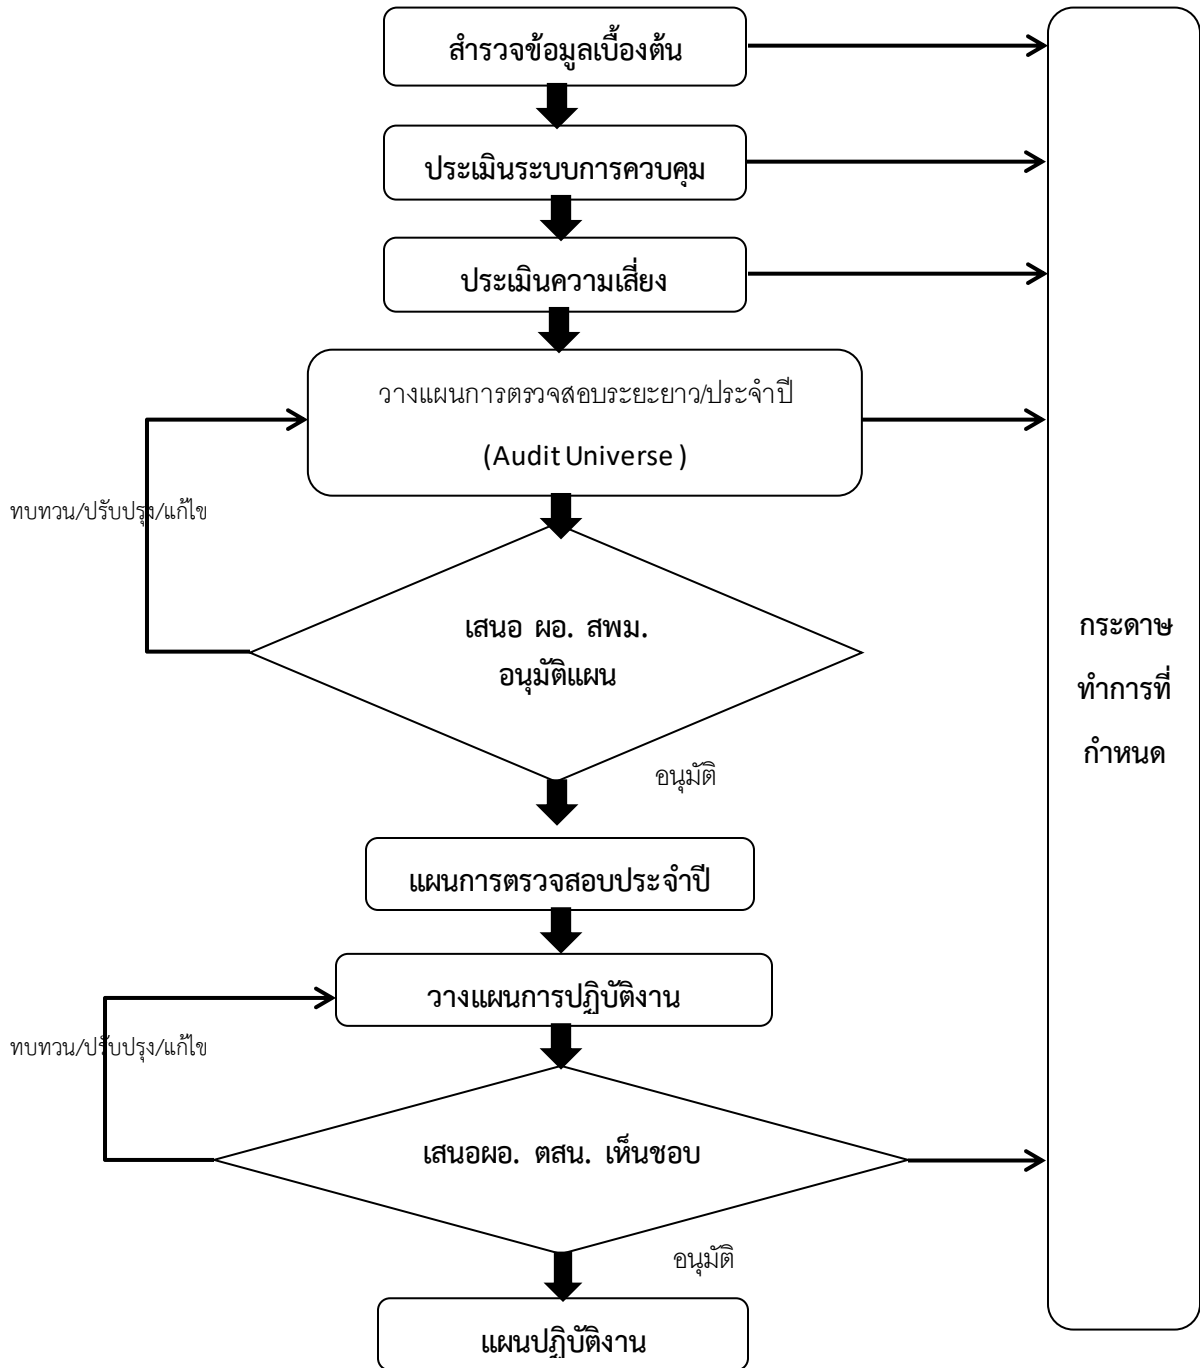 สำรวจข้อมูลเบื้องต้น
ประเมินระบบการควบคุม
ประเมินความเสี่ยง
วางแผนการตรวจสอบระยะยาว/ประจำปี
(Audit Universe )
ทบทวน/ปรับปรุง/แก้ไข
เสนอ ผอ. สพม.
อนุมัติแผน
อนุมัติ
แผนการตรวจสอบประจำปี
วางแผนการปฏิบัติงาน
ทบทวน/ปรับปรุง/แก้ไข
เสนอผอ. ตสน. เห็นชอบ
อนุมัติ
แผนปฏิบัติงาน
กระดาษ
ทำการที่
กำหนด